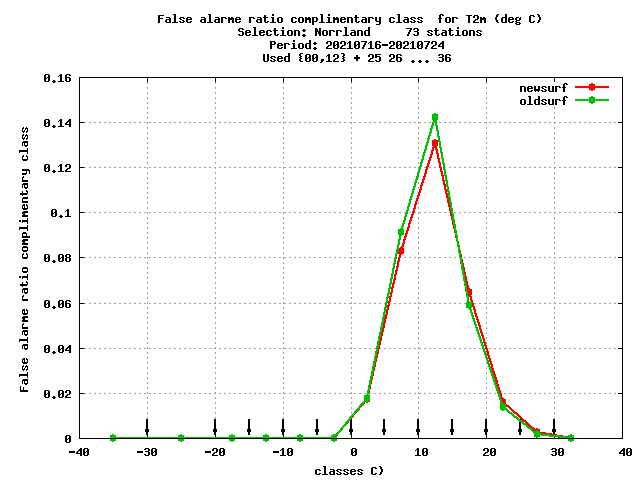 False alarme ratio complimentary class  for T2m (deg C)
Selection: Norrland     73 stations
Period: 20210716-20210724
Used {00,12} + 25 26 ... 36
newsurf
oldsurf
False alarme ratio complimentary class
0.16
0.14
0.12
0.1
0.08
0.06
0.04
0.02
0
-40 -30 -20 -10 0 10 20 30 40
classes C)